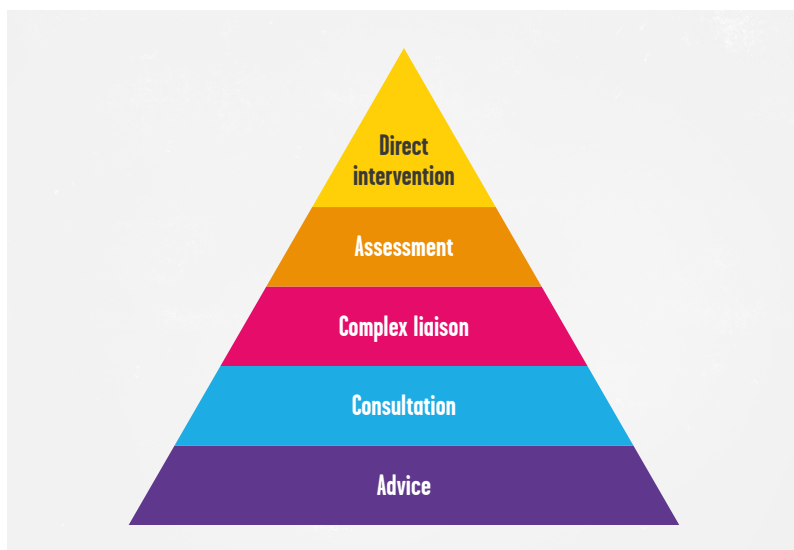 Direct
intervention
Assessment
Complex liaison
Consultation
Advice